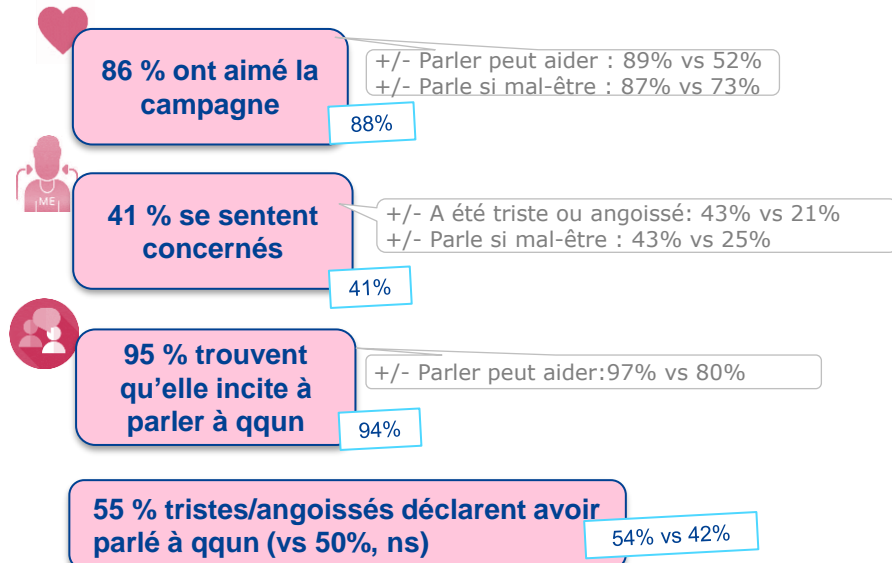 86 % ont aimé la
campagne
88%
+/- Parler peut aider : 89% vs 52%
+/- Parle si mal-être : 87% vs 73%
ME
41 % se sentent
concernés
41%
+/- A été triste ou angoissé: 43% vs 21%
+/- Parle si mal-être : 43% vs 25%
95 % trouvent
qu’elle incite à
parler à qqun
94%
+/- Parler peut aider:97% vs 80%
55 % tristes/angoissés déclarent avoir
parlé à qqun (vs 50%, ns)
54% vs 42%